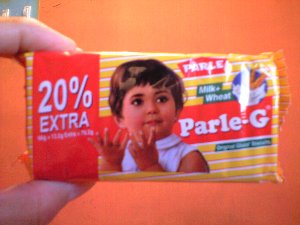 20%
EXTRA
PARLE
Milk+
Wheat
Parle-G
Original Gluco Biscuits